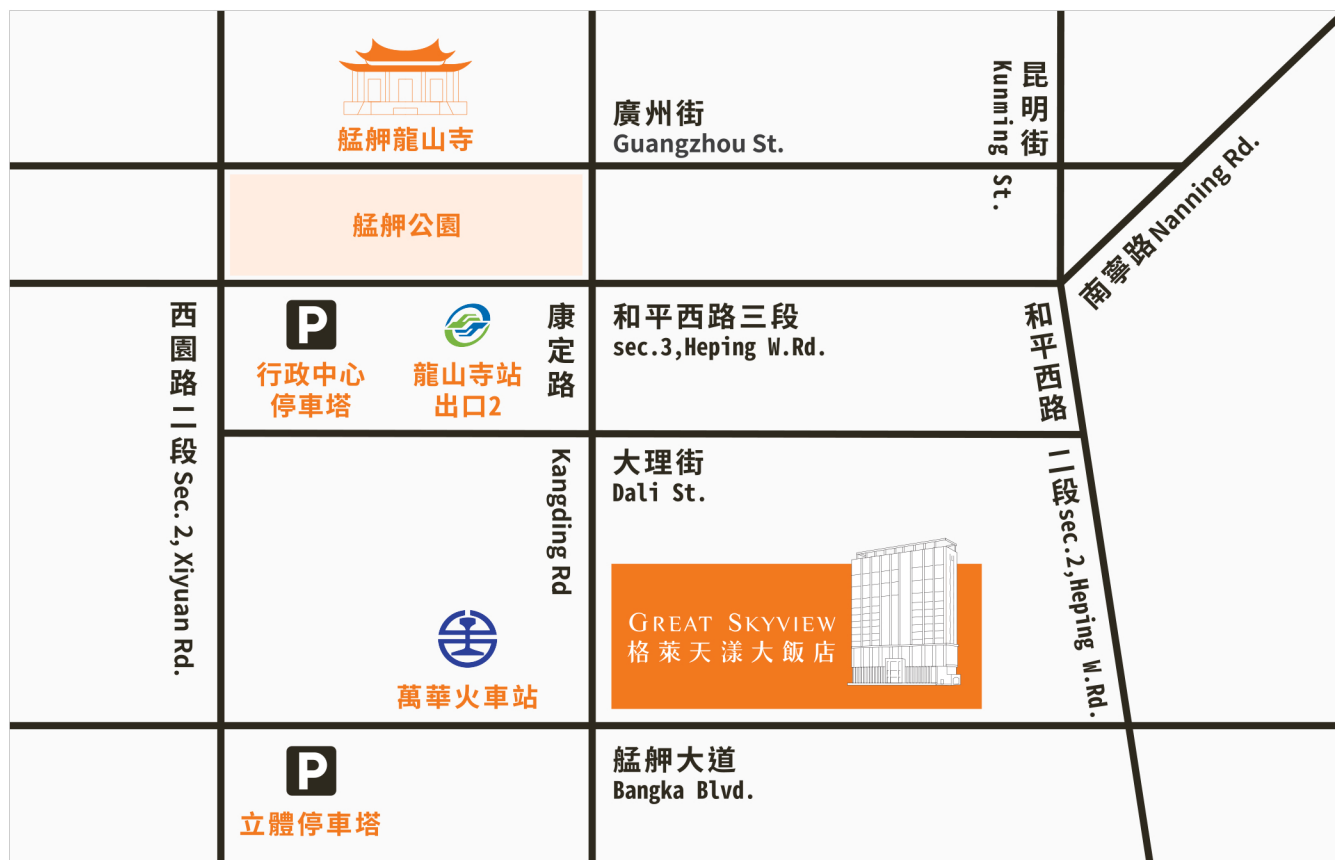 艋舺龍山寺
廣州街
Guangzhou St.
昆明街
Kunming St.
南寧路 Nanning Rd.
艋舺公園
西園路二段 Sec. 2, Xiyuan Rd.
P
行政中心
停車塔
龍山寺站
出口2
康定路
Kangding Rd
和平西路三段
sec.3,Heping W.Rd.
和平西路二段 sec.2,Heping W.Rd.
大理街
Dali St.
GREAT SKYVIEW
格萊天漾大飯店
萬華火車站
P
立體停車塔
艋舺大道
Bangka Blvd.